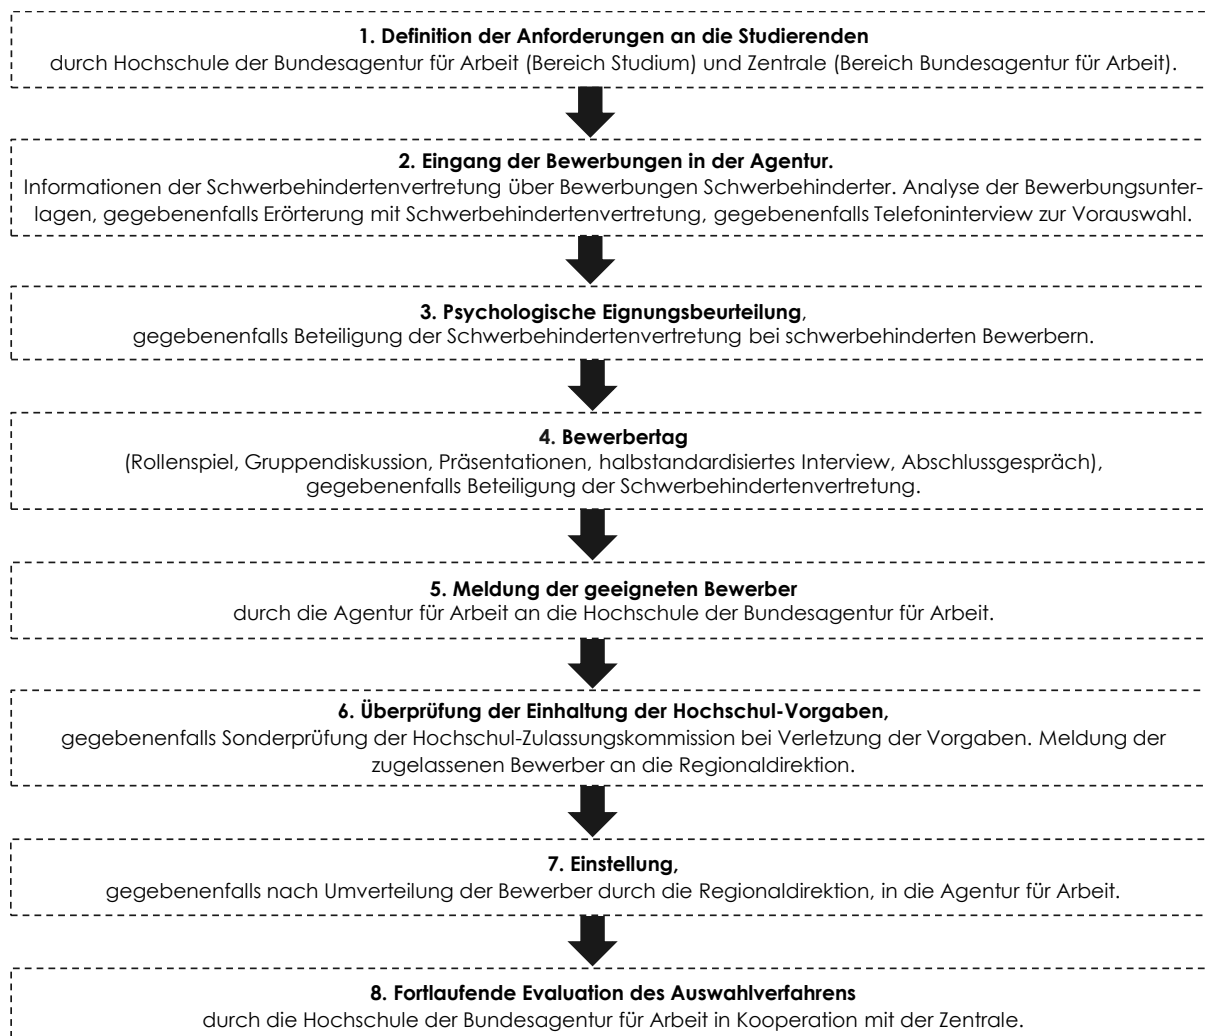 1. Definition der Anforderungen an die Studierenden
durch Hochschule der Bundesagentur für Arbeit (Bereich Studium) und Zentrale (Bereich Bundesagentur für Arbeit).
2. Eingang der Bewerbungen in der Agentur.
Informationen der Schwerbehindertenvertretung über Bewerbungen Schwerbehinderter. Analyse der Bewerbungsunter-
lagen, gegebenenfalls Erörterung mit Schwerbehindertenvertretung, gegebenenfalls Telefoninterview zur Vorauswahl.
3. Psychologische Eignungsbeurteilung,
gegebenenfalls Beteiligung der Schwerbehindertenvertretung bei schwerbehinderten Bewerbern.
4. Bewerbertag
(Rollenspiel, Gruppendiskussion, Präsentationen, halbstandardisiertes Interview, Abschlussgespräch),
gegebenenfalls Beteiligung der Schwerbehindertenvertretung.
5. Meldung der geeigneten Bewerber
durch die Agentur für Arbeit an die Hochschule der Bundesagentur für Arbeit.
6. Überprüfung der Einhaltung der Hochschul-Vorgaben,
gegebenenfalls Sonderprüfung der Hochschul-Zulassungskommission bei Verletzung der Vorgaben. Meldung der
zugelassenen Bewerber an die Regionaldirektion.
7. Einstellung,
gegebenenfalls nach Umverteilung der Bewerber durch die Regionaldirektion, in die Agentur für Arbeit.
8. Fortlaufende Evaluation des Auswahlverfahrens
durch die Hochschule der Bundesagentur für Arbeit in Kooperation mit der Zentrale.